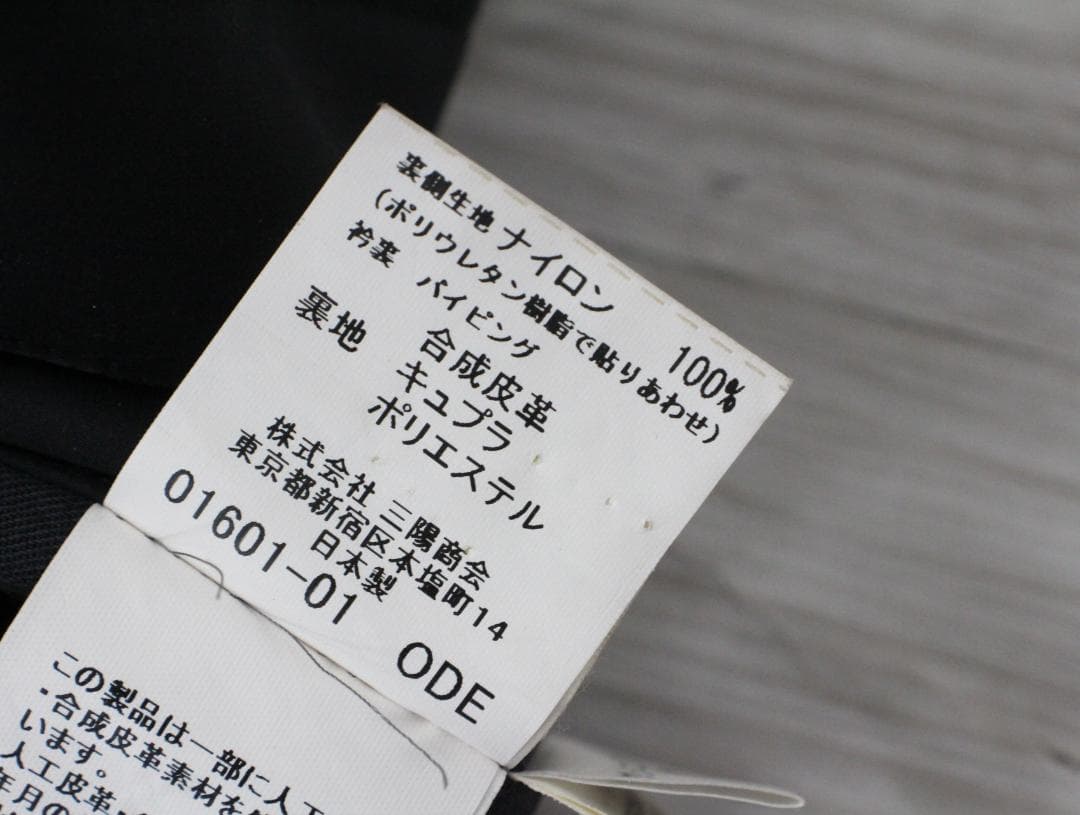 裏側生地 ナイロン 100%
(ポリウレタン樹脂で貼りあわせ)
衿裏 パイピング
合成皮革
裏地 キュプラ
ポリエステル
株式会社 三陽商会
東京都新宿区本塩町14
日本製
01601-01 ODE
この製品は一部に人工
・合成皮革素材を
います。
人工皮革・
年月の